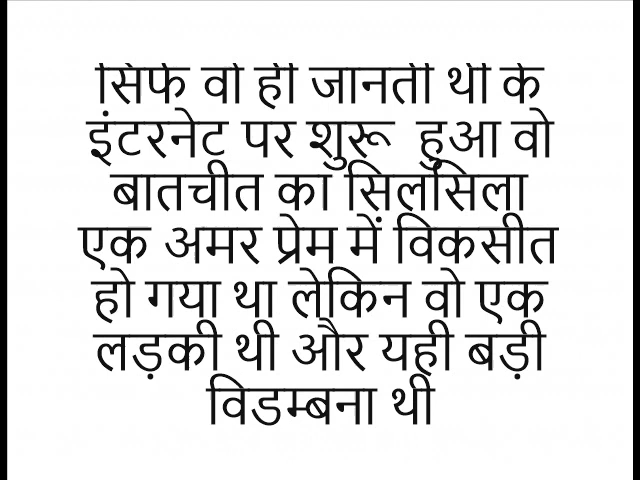 सिर्फ वो ही जानती थी के
इंटरनेट पर शुरू हुआ वो
बातचीत का सिलसिला
एक अमर प्रेम में विकसीत
हो गया था लेकिन वो एक
लड़की थी और यही बड़ी
विडम्बना थी